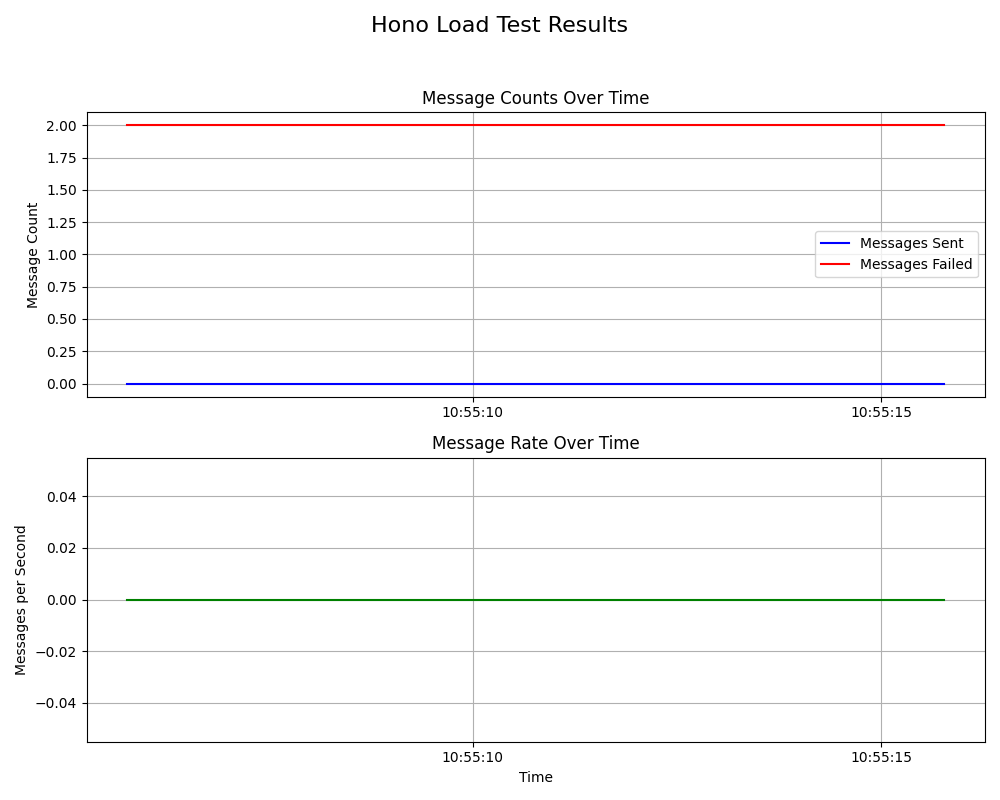 Hono Load Test Results
Message Counts Over Time
Message Count
2.00
1.75
1.50
1.25
1.00
0.75
0.50
0.25
0.00
Messages Sent
Messages Failed
10:55:10
10:55:15
Message Rate Over Time
Messages per Second
0.04
0.02
0.00
−0.02
−0.04
10:55:10
10:55:15
Time